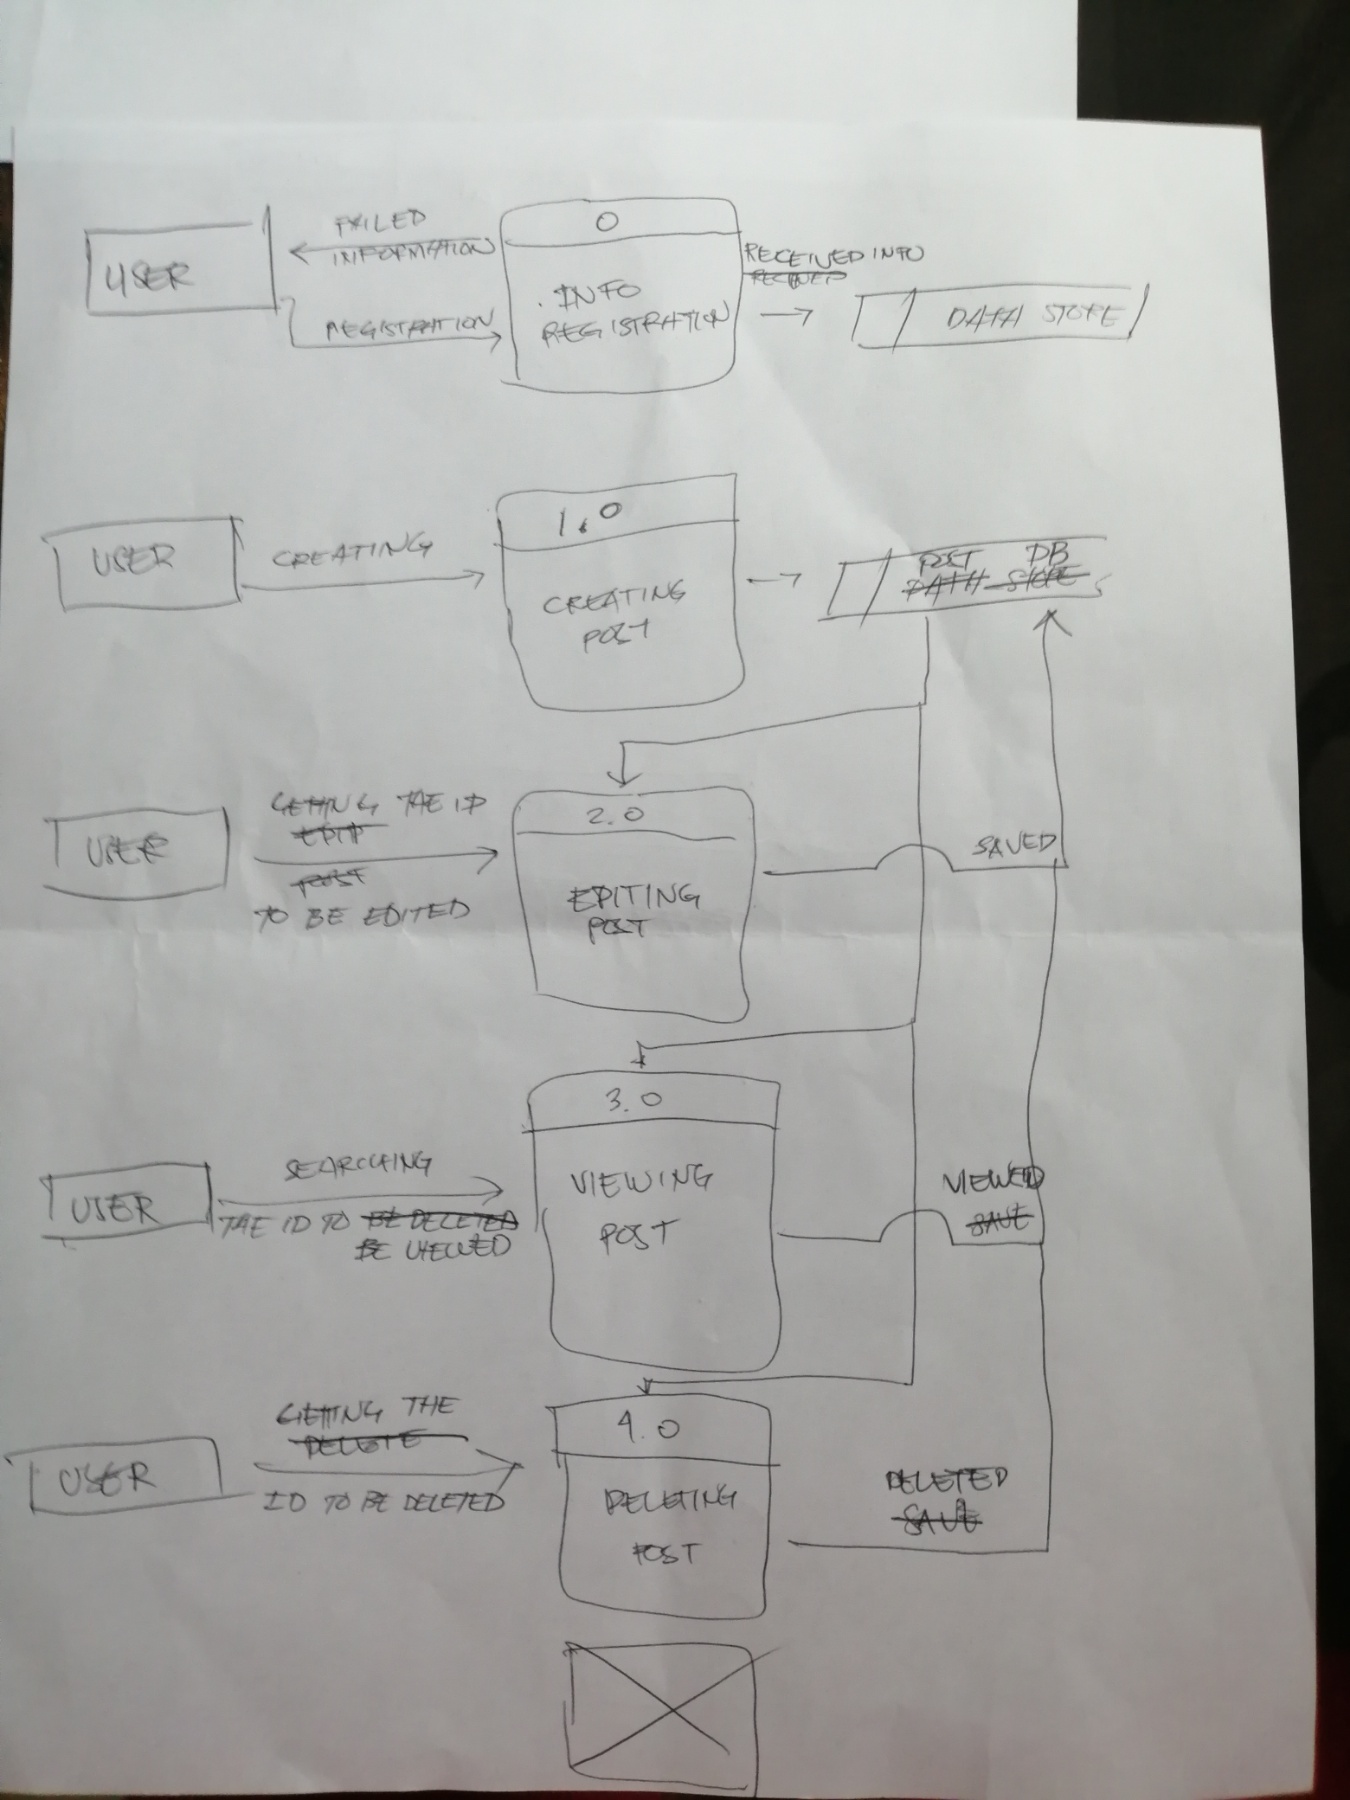 FAILED
INFORMATION
0
USER
INFO
REGISTRATION
REGISTRATION
RECEIVED INFO
RECEIVED
DATA STORE
1.0
USER
CREATING
CREATING
POST
POST DB
DATA STORE
GETTING THE ID
EDIT
POST
TO BE EDITED
USER
2.0
EDITING
POST
SAVED
3.0
USER
SEARCHING
THE ID TO BE DELETED
BE VIEWED
VIEWING
POST
VIEWED
SAVE
GETTING THE
DELETE
USER
ID TO BE DELETED
4.0
DELETING
POST
DELETED
SAVE